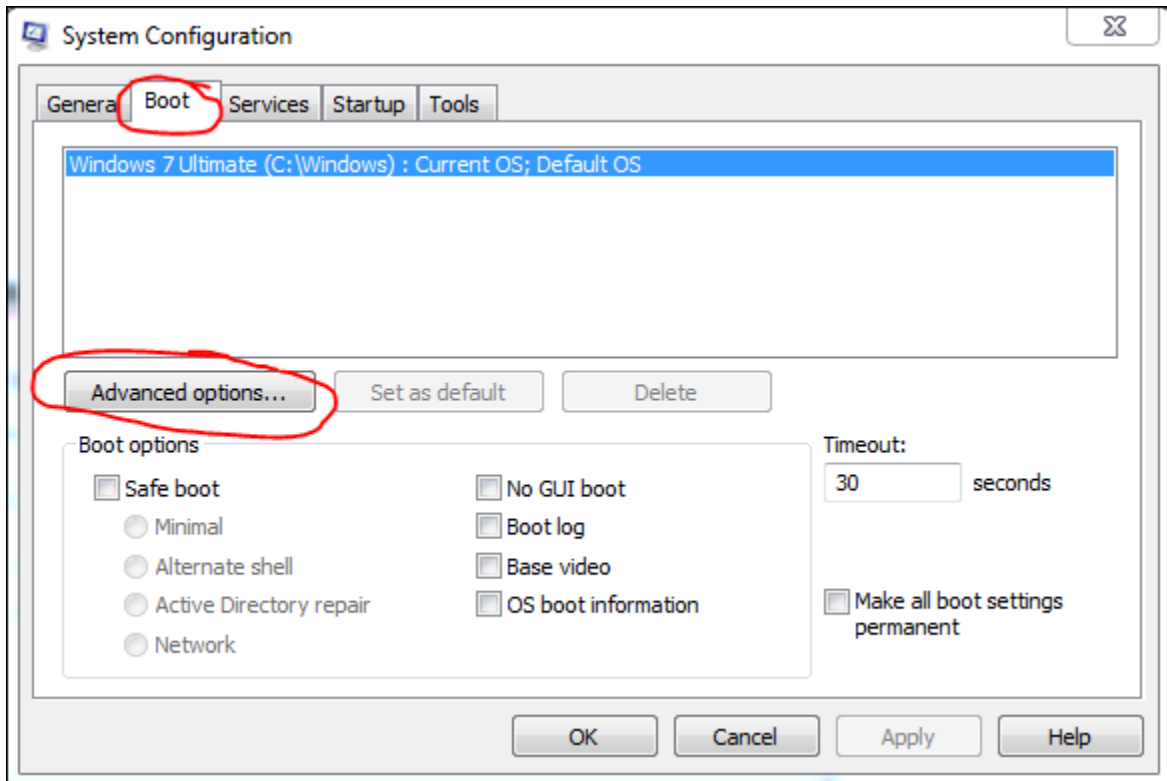 System Configuration
General Boot Services Startup Tools
Windows 7 Ultimate (C:\Windows) : Current OS; Default OS
Advanced options... Set as default Delete
Boot options
Timeout:
Safe boot No GUI boot 30 seconds
Minimal Boot log
Alternate shell Base video
Active Directory repair OS boot information Make all boot settings
permanent
Network
OK Cancel Apply Help